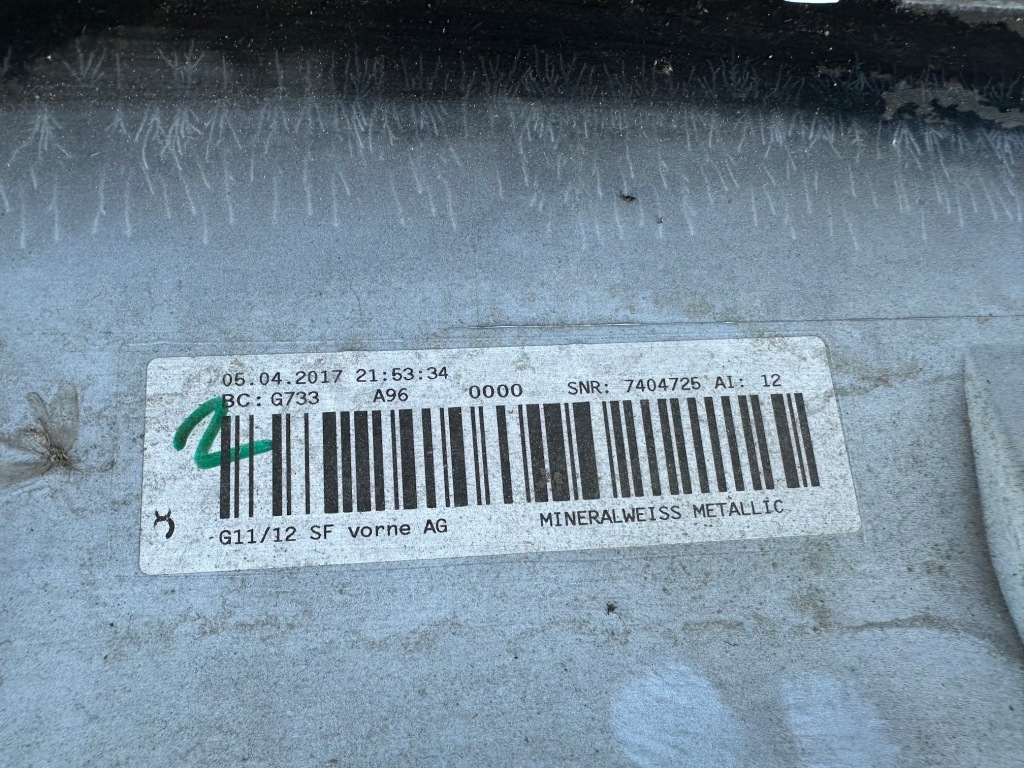 05.04.2017 21:53:34
BC: G733 A96 0000 SNR: 7404725 AI: 12
2
G11/12 SF vorne AG MINERALWEISS METALLIC